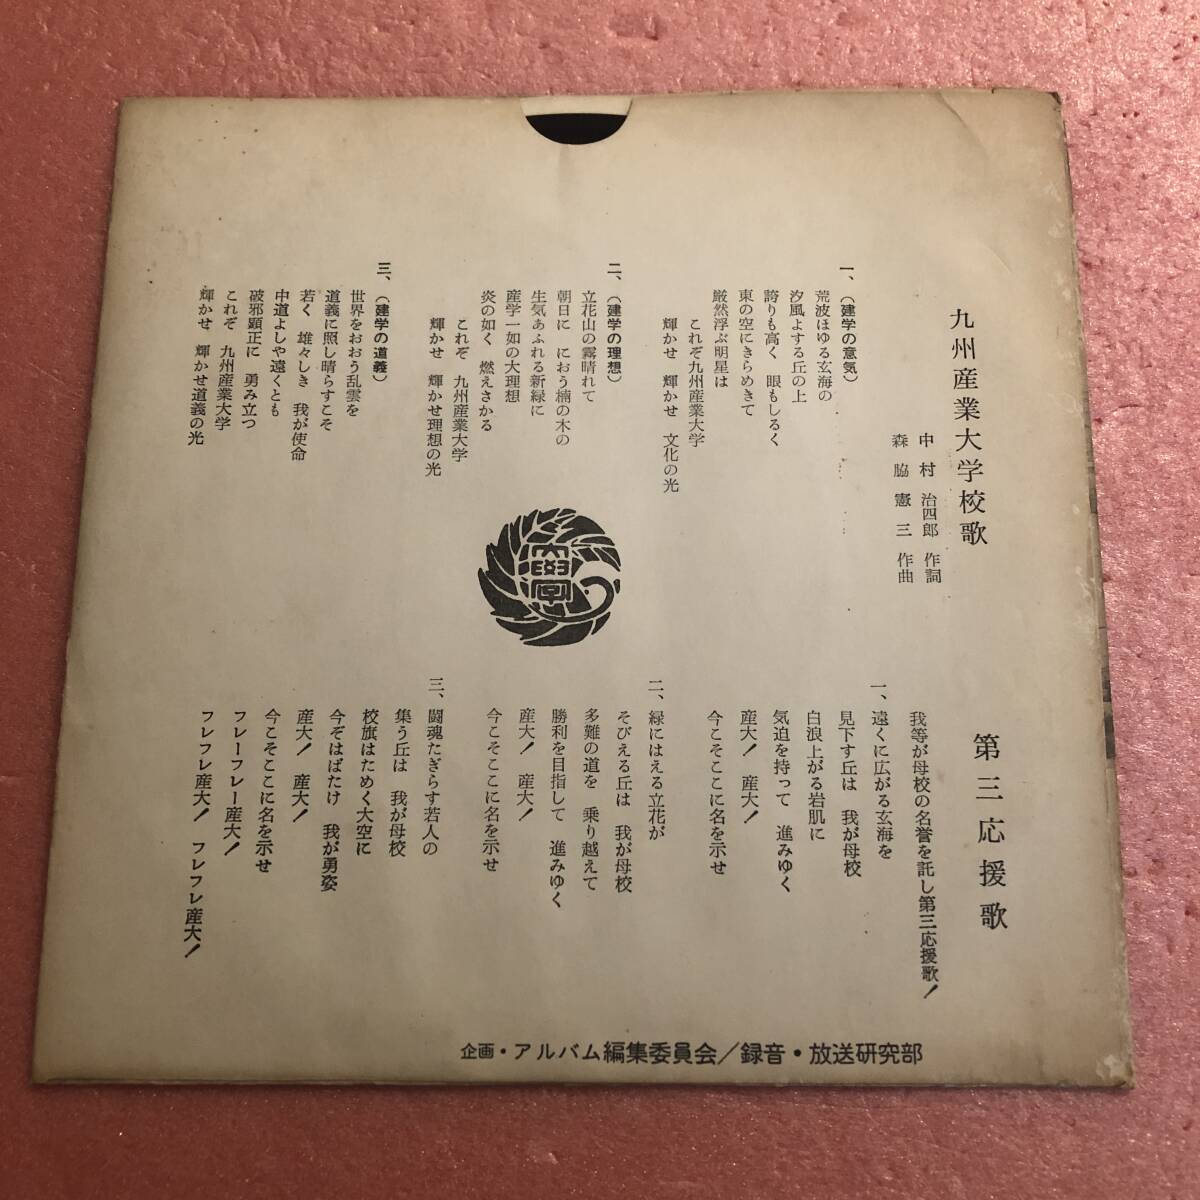 九州産業大学校歌
中村治四郎 作詞
森脇憲三 作曲
一、（建学の意気）
荒波ほゆる玄海の
汐風よする丘の上
誇りも高く 眼もしるく
東の空にきらめきて
厳然浮ぶ明星は
これぞ九州産業大学
輝かせ 輝かせ 文化の光
二、（建学の理想）
立花山の霧晴れて
朝日に におう楠の木の
生気あふれる新緑に
産学一如の大理想
炎の如く 燃えさかる
これぞ 九州産業大学
輝かせ 輝かせ理想の光
三、（建学の道義）
世界をおおう乱雲を
道義に照し晴らすこそ
若く 雄々しき 我が使命
中道よしや遠くとも
破邪顕正に 勇み立つ
これぞ 九州産業大学
輝かせ 輝かせ道義の光
第三応援歌
我等が母校の名誉を託し第三応援歌！
一、遠くに広がる玄海を
見下す丘は 我が母校
白浪上がる岩肌に
気迫を持って 進みゆく
産大！ 産大！
今こそここに名を示せ
二、緑にはえる立花が
そびえる丘は 我が母校
多難の道を 乗り越えて
勝利を目指して 進みゆく
産大！ 産大！
今こそここに名を示せ
三、闘魂たぎらす若人の
集う丘は 我が母校
校旗はためく大空に
今ぞはばたけ 我が勇姿
産大！ 産大！
今こそここに名を示せ
フレーフレー産大！
フレフレ産大！ フレフレ産大！
企画・アルバム編集委員会／録音・放送研究部